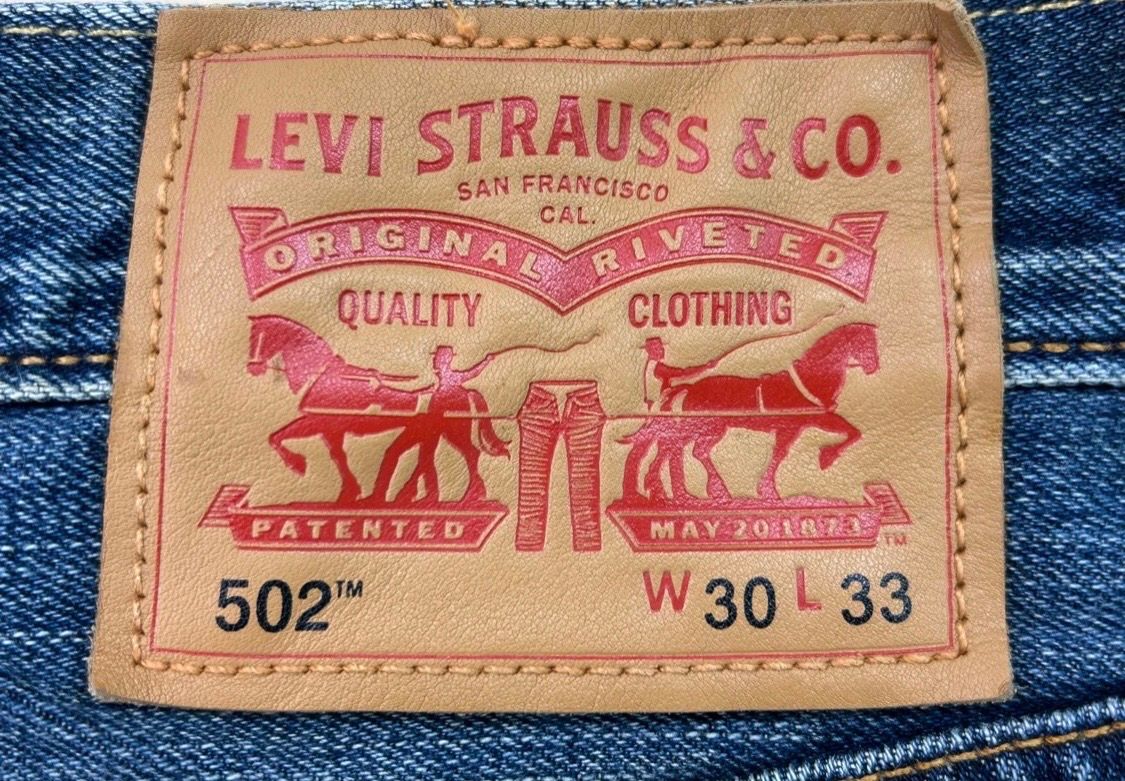 LEVI STRAUSS & CO.
SAN FRANCISCO
CAL.
ORIGINAL RIVETED
QUALITY CLOTHING
PATENTED MAY 20 1873 TM
502™ W 30 L 33